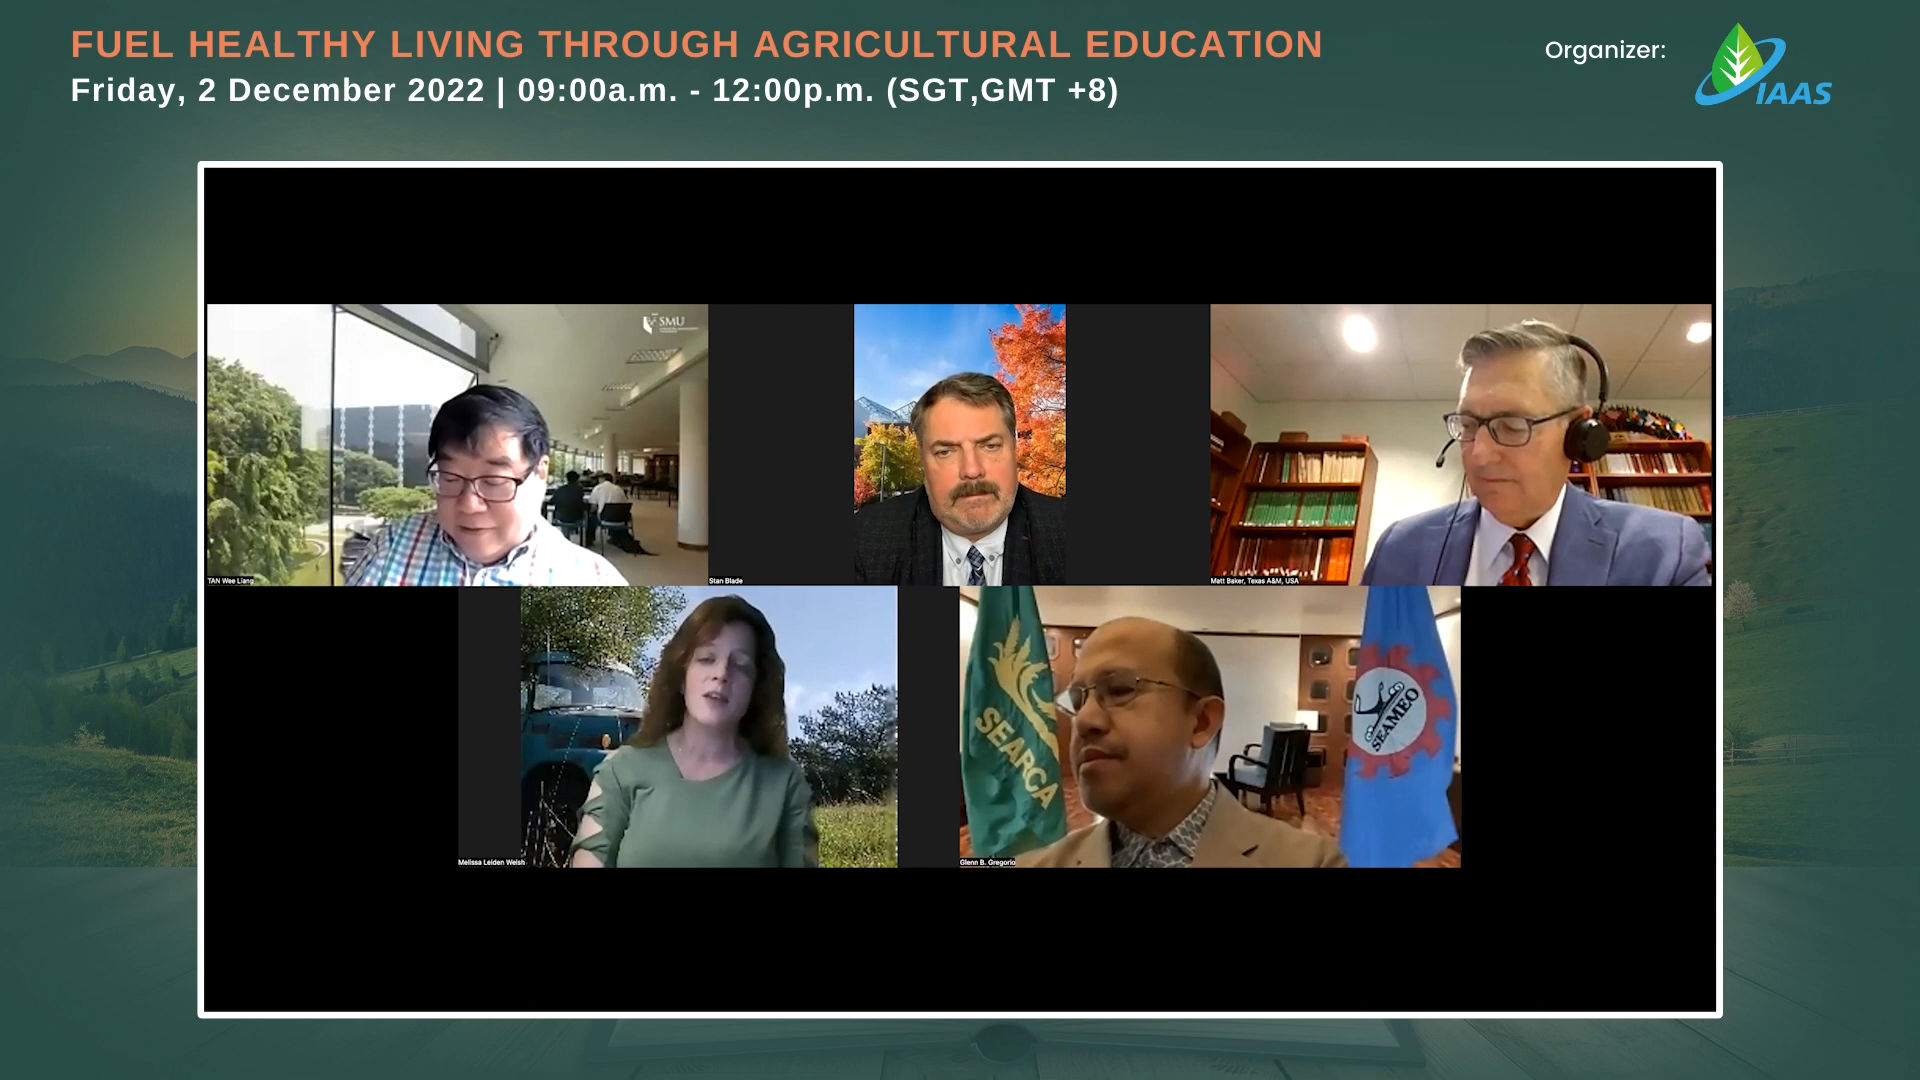 FUEL HEALTHY LIVING THROUGH AGRICULTURAL EDUCATION
Friday, 2 December 2022 | 09:00a.m. - 12:00p.m. (SGT,GMT +8)
Organizer:
IAAS
SMU
TAN Wee Liang
Stan Blade
Matt Baker, Texas A&M, USA
SEARCA
SEAMEO
Melissa Leiden Welsh
Glenn B. Gregorio